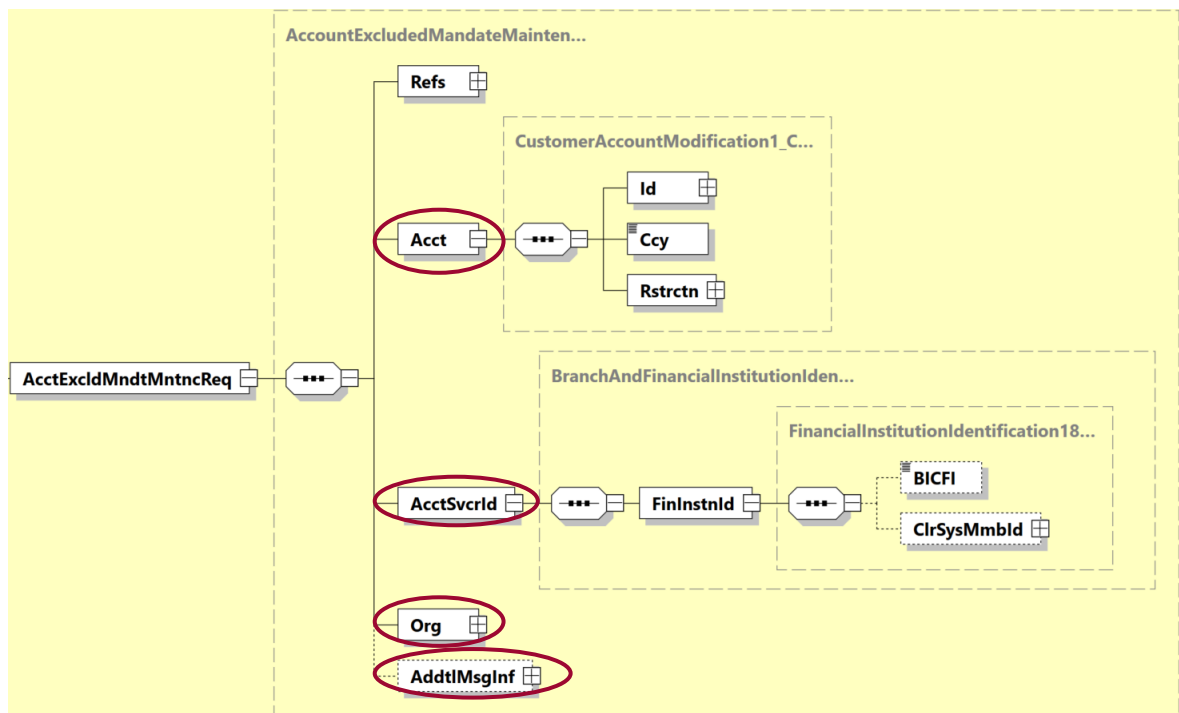 AccountExcludedMandateMainten...
Refs
CustomerAccountModification1_C...
Id
Acct
Ccy
Rstrctn
AcctExcldMndtMntncReq
BranchAndFinancialInstitutionIden...
FinancialInstitutionIdentification18...
BICFI
AcctSvcrId
FinInstnId
ClrSysMmbId
Org
AddtlMsgInf